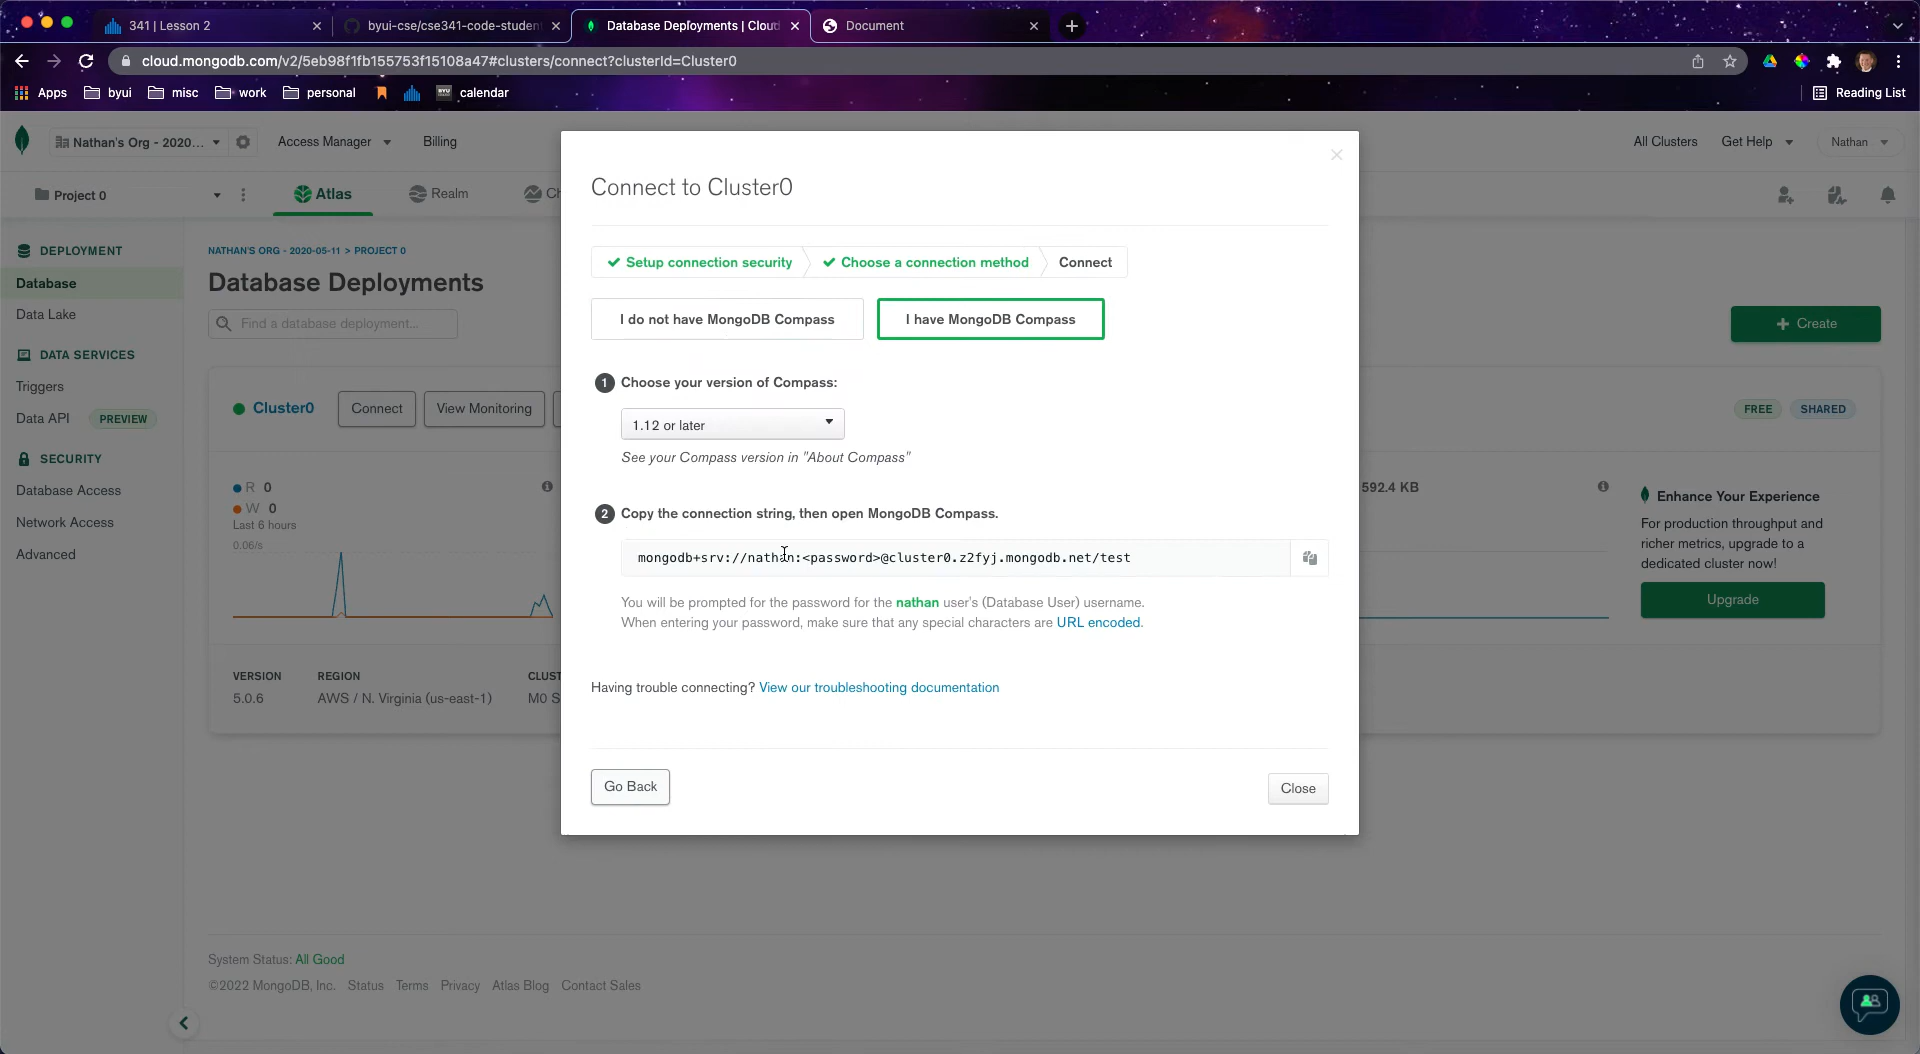 341 | Lesson 2
byui-cse/cse341-code-student
Database Deployments | Cloud
Document
cloud.mongodb.com/v2/5eb98f1fb155753f15108a47#clusters/connect?clusterId=Cluster0
Apps
byui
misc
work
personal
calendar
Reading List
Nathan's Org - 2020...
Access Manager
Billing
All Clusters
Get Help
Nathan
Project 0
Atlas
Realm
Ch
DEPLOYMENT
Database
Data Lake
DATA SERVICES
Triggers
Data API PREVIEW
SECURITY
Database Access
Network Access
Advanced
NATHAN'S ORG - 2020-05-11 > PROJECT 0
Database Deployments
Find a database deployment...
Create
Cluster0
Connect
View Monitoring
FREE
SHARED
R 0
W 0
Last 6 hours
0.06/s
592.4 KB
Enhance Your Experience
For production throughput and
richer metrics, upgrade to a
dedicated cluster now!
Upgrade
VERSION
5.0.6
REGION
AWS / N. Virginia (us-east-1)
CLUST
M0 S
Connect to Cluster0
Setup connection security
Choose a connection method
Connect
I do not have MongoDB Compass
I have MongoDB Compass
1 Choose your version of Compass:
1.12 or later
See your Compass version in "About Compass"
2 Copy the connection string, then open MongoDB Compass.
mongodb+srv://nathan:<password>@cluster0.z2fyj.mongodb.net/test
You will be prompted for the password for the nathan user's (Database User) username.
When entering your password, make sure that any special characters are URL encoded.
Having trouble connecting? View our troubleshooting documentation
Go Back
Close
System Status: All Good
©2022 MongoDB, Inc. Status Terms Privacy Atlas Blog Contact Sales